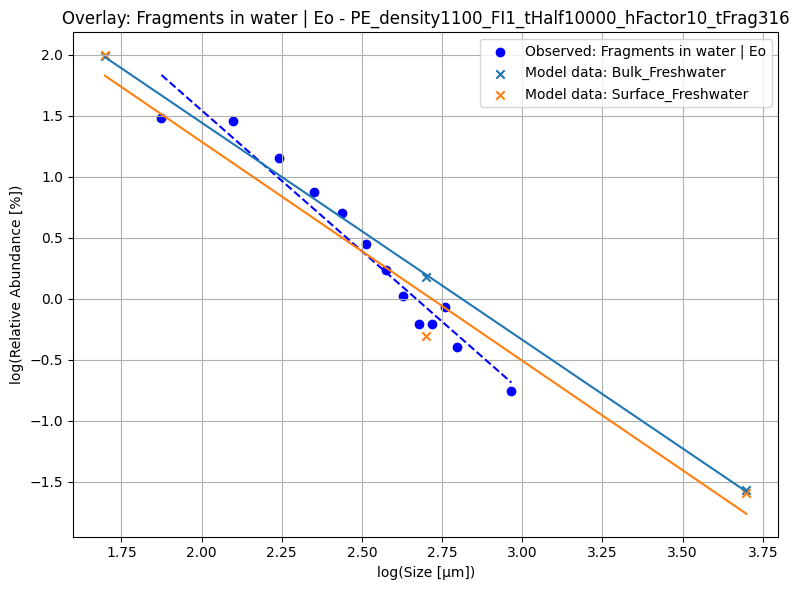 Overlay: Fragments in water | Eo - PE_density1100_FI1_tHalf10000_hFactor10_tFrag316
Observed: Fragments in water | Eo
Model data: Bulk_Freshwater
Model data: Surface_Freshwater
log(Relative Abundance [%])
2.0
1.5
1.0
0.5
0.0
−0.5
−1.0
−1.5
1.75 2.00 2.25 2.50 2.75 3.00 3.25 3.50 3.75
log(Size [µm])